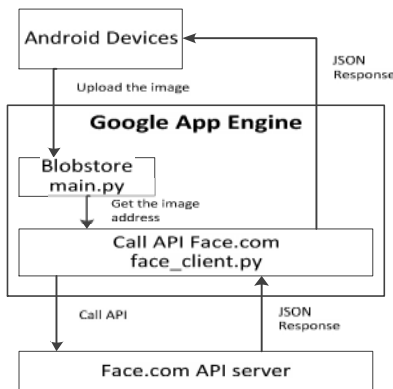 Android Devices
JSON
Response
Upload the image
Google App Engine
Blobstore
main.py
Get the image
address
Call API Face.com
face_client.py
Call API
JSON
Response
Face.com API server